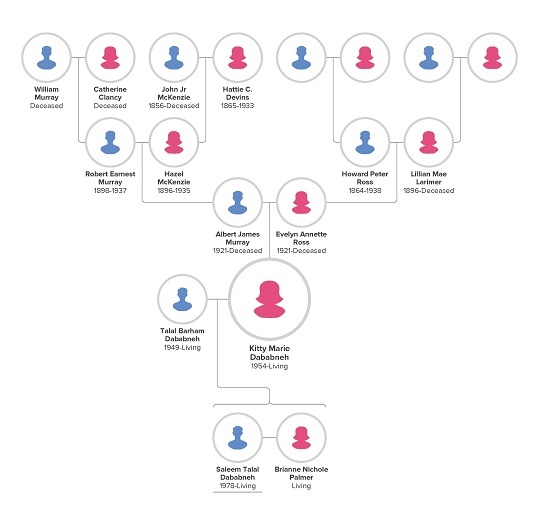 William
Murray
Deceased
Catherine
Clancy
Deceased
John Jr
McKenzie
1856-Deceased
Hattie C.
Devins
1865-1933
Robert Earnest
Murray
1898-1937
Hazel
McKenzie
1896-1935
Howard Peter
Ross
1864-1938
Lillian Mae
Larimer
1896-Deceased
Albert James
Murray
1921-Deceased
Evelyn Annette
Ross
1921-Deceased
Talal Barham
Dababneh
1949-Living
Kitty Marie
Dababneh
1954-Living
Saleem Talal
Dababneh
1978-Living
Brianne Nichole
Palmer
Living